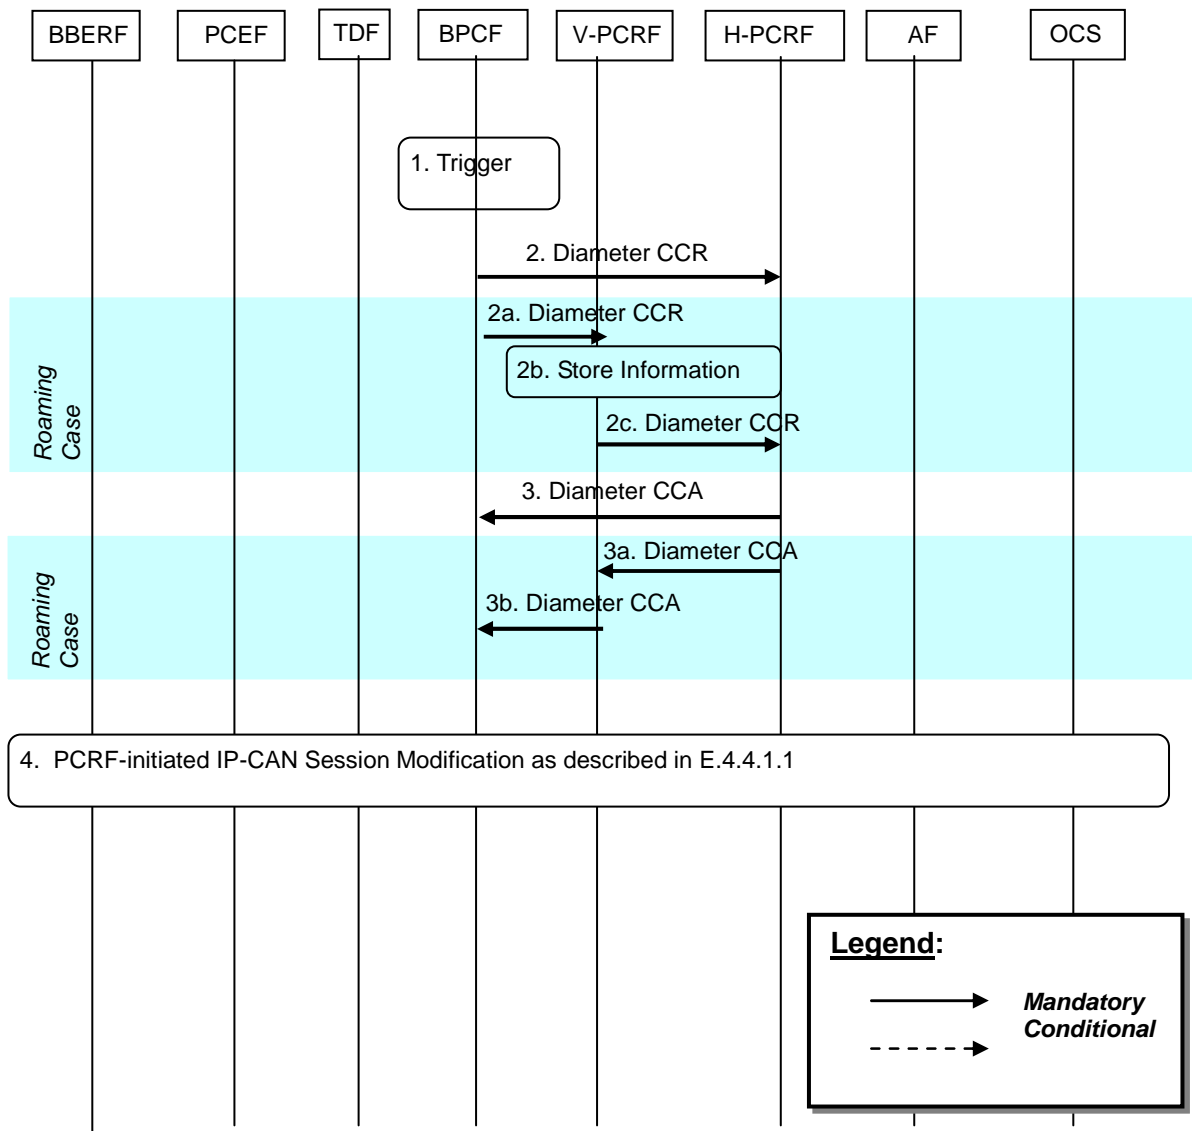 BBERF PCEF TDF BPCF V-PCRF H-PCRF AF OCS
1. Trigger
2. Diameter CCR
2a. Diameter CCR
2b. Store Information
2c. Diameter CCR
Roaming
Case
3. Diameter CCA
3a. Diameter CCA
3b. Diameter CCA
Roaming
Case
4. PCRF-initiated IP-CAN Session Modification as described in E.4.4.1.1
Legend:
Mandatory
Conditional